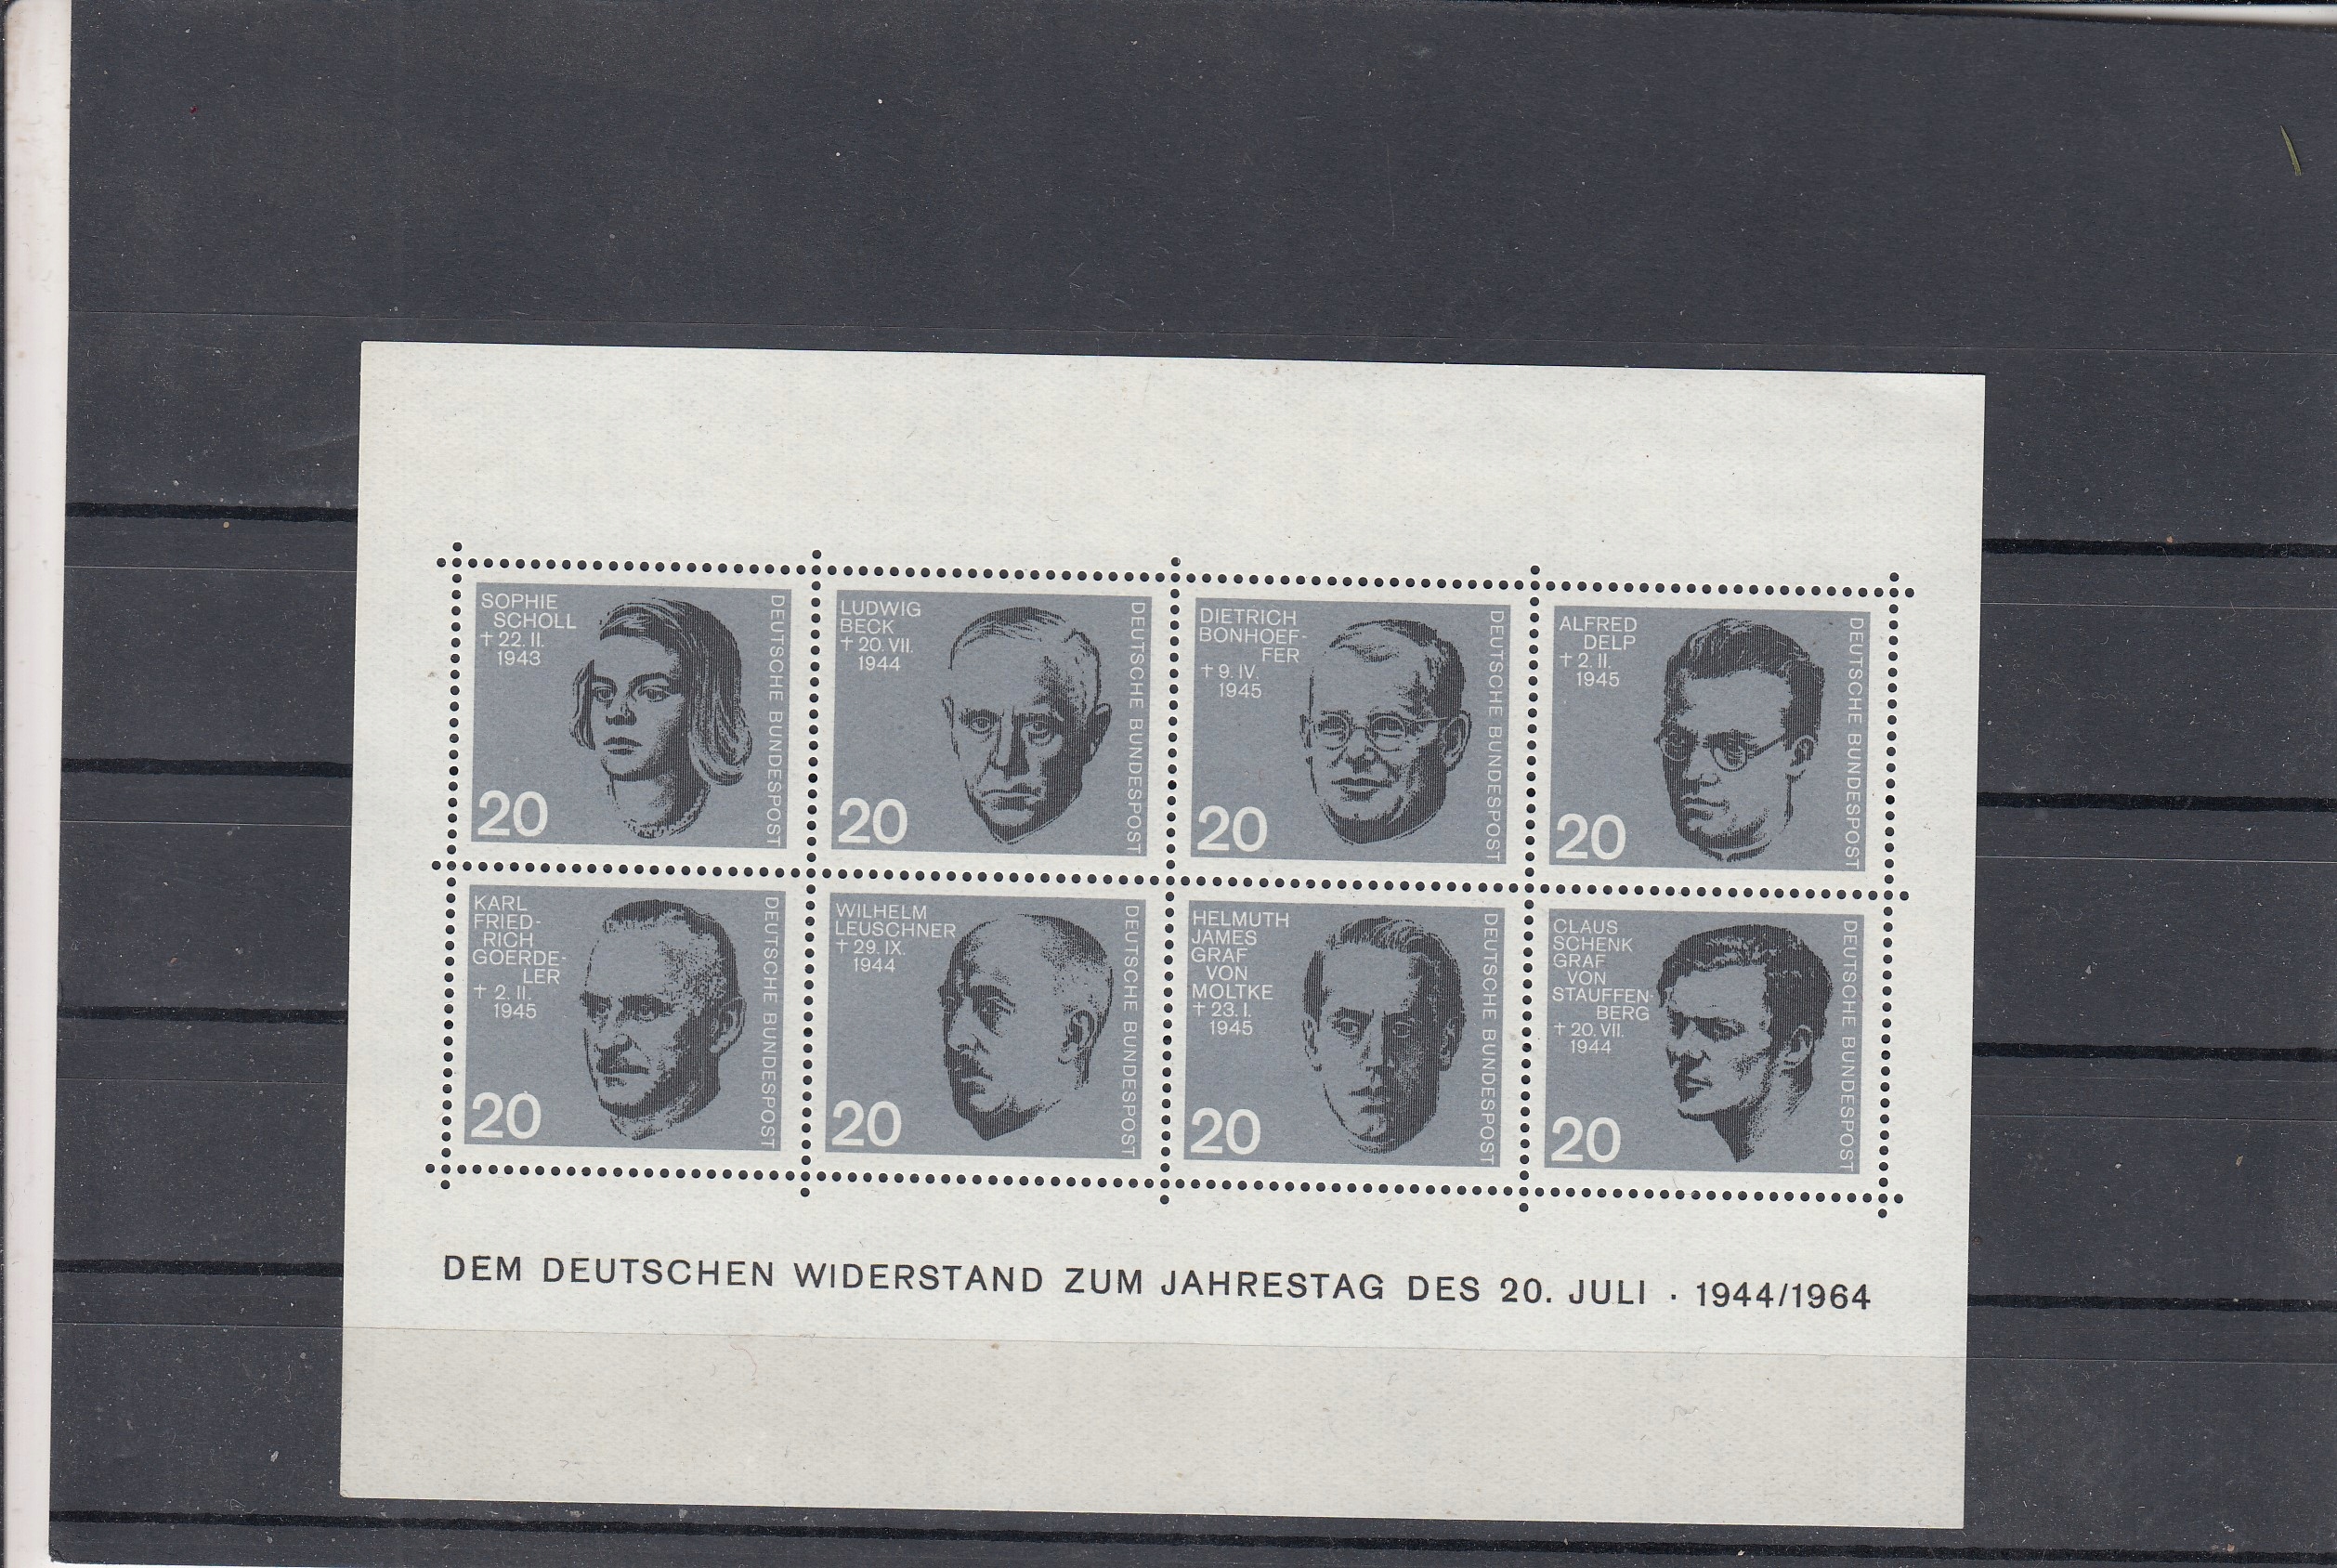 SOPHIE
SCHOLL
† 22. II.
1943
DEUTSCHE BUNDESPOST
20
LUDWIG
BECK
† 20. VII.
1944
DEUTSCHE BUNDESPOST
20
DIETRICH
BONHOEF-
FER
† 9. IV.
1945
DEUTSCHE BUNDESPOST
20
ALFRED
DELP
† 2. II.
1945
DEUTSCHE BUNDESPOST
20
KARL
FRIED-
RICH
GOERDE-
LER
† 2. II.
1945
DEUTSCHE BUNDESPOST
20
WILHELM
LEUSCHNER
† 29. IX.
1944
DEUTSCHE BUNDESPOST
20
HELMUTH
JAMES
GRAF
VON
MOLTKE
† 23. I.
1945
DEUTSCHE BUNDESPOST
20
CLAUS
SCHENK
GRAF
VON
STAUFFEN-
BERG
† 20. VII.
1944
DEUTSCHE BUNDESPOST
20
DEM DEUTSCHEN WIDERSTAND ZUM JAHRESTAG DES 20. JULI · 1944/1964